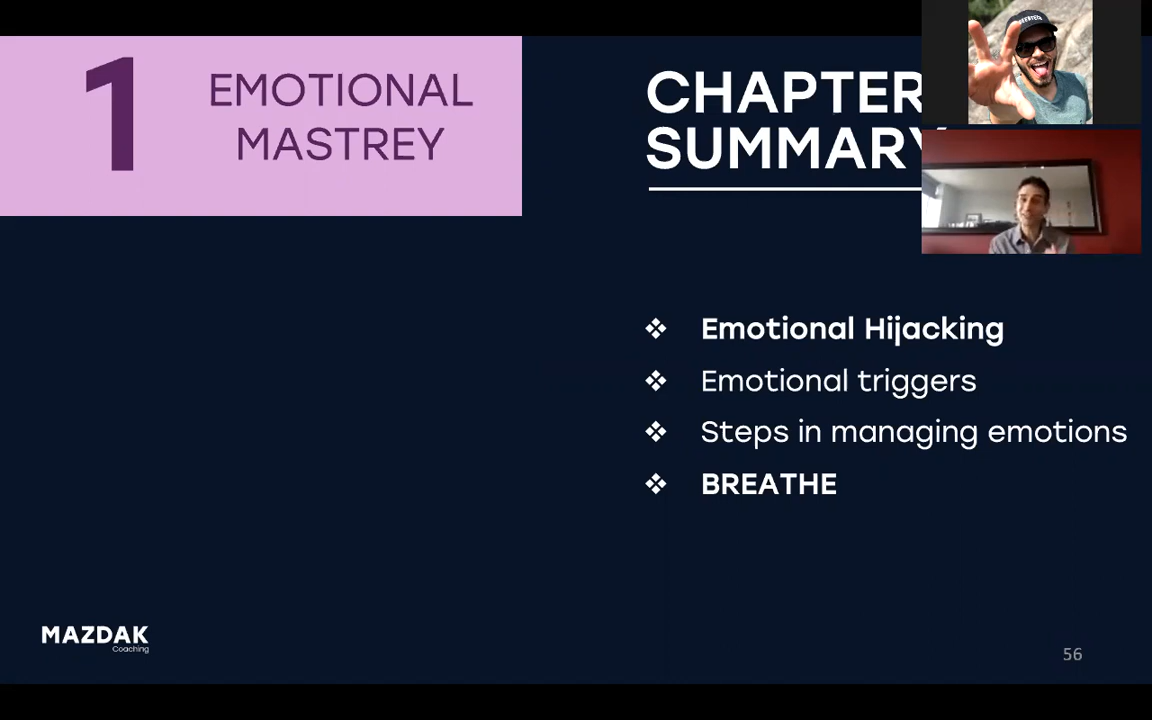 1
EMOTIONAL
MASTREY
CHAPTER
SUMMARY
❖ Emotional Hijacking
❖ Emotional triggers
❖ Steps in managing emotions
❖ BREATHE
MAZDAK
Coaching
56